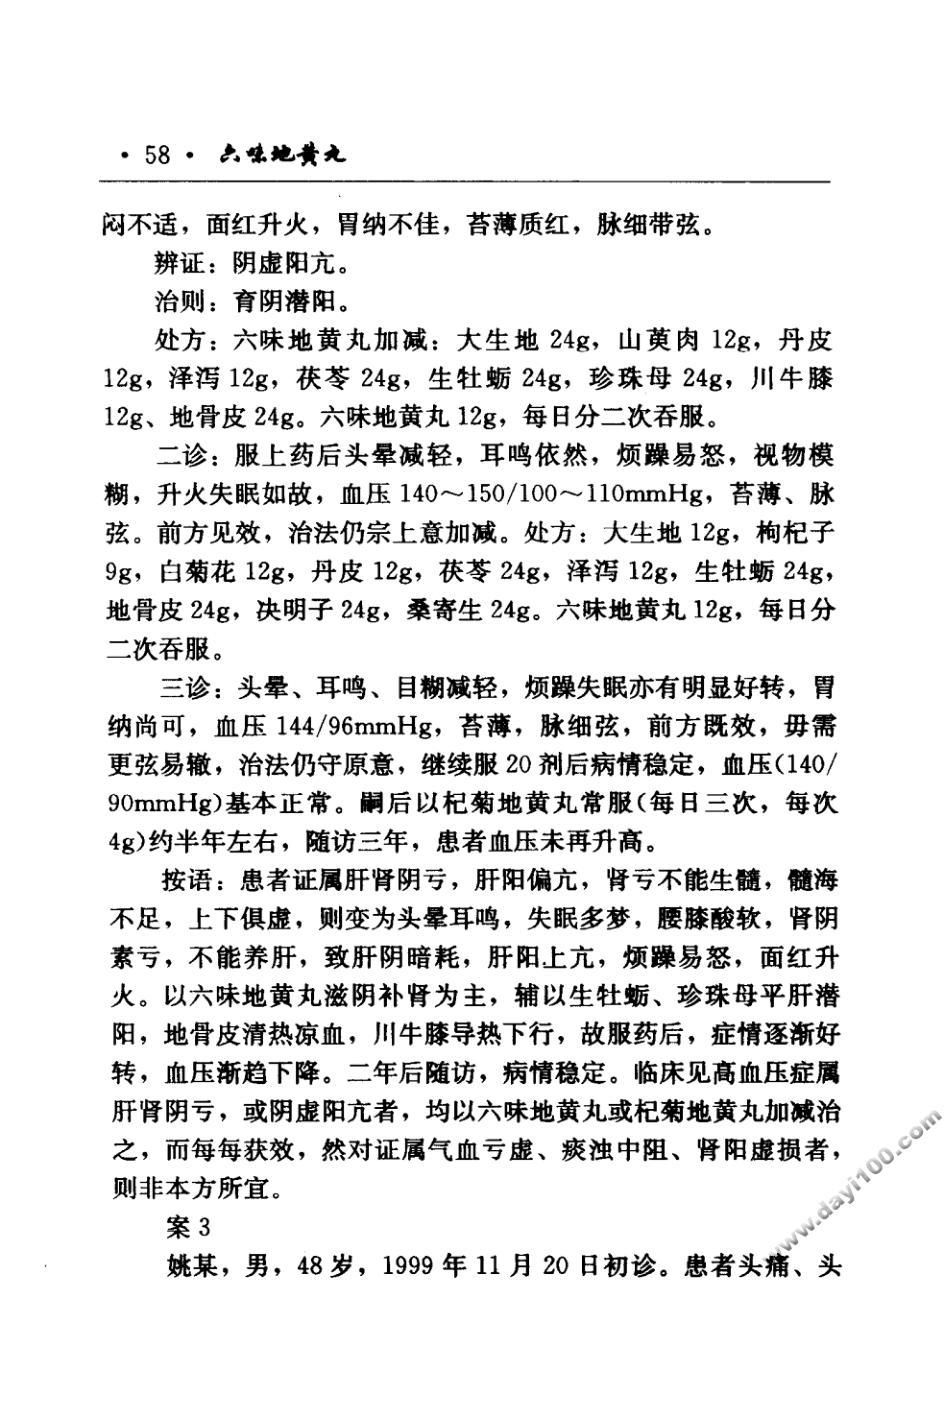 ·58· 六味地黄丸
闷不适，面红升火，胃纳不佳，苔薄质红，脉细带弦。
辨证：阴虚阳亢。
治则：育阴潜阳。
处方：六味地黄丸加减：大生地 24g，山萸肉 12g，丹皮
12g，泽泻 12g，茯苓 24g，生牡蛎 24g，珍珠母 24g，川牛膝
12g、地骨皮 24g。六味地黄丸 12g，每日分二次吞服。
二诊：服上药后头晕减轻，耳鸣依然，烦躁易怒，视物模
糊，升火失眠如故，血压 140～150/100～110mmHg，苔薄、脉
弦。前方见效，治法仍宗上意加减。处方：大生地 12g，枸杞子
9g，白菊花 12g，丹皮 12g，茯苓 24g，泽泻 12g，生牡蛎 24g，
地骨皮 24g，决明子 24g，桑寄生 24g。六味地黄丸 12g，每日分
二次吞服。
三诊：头晕、耳鸣、目糊减轻，烦躁失眠亦有明显好转，胃
纳尚可，血压 144/96mmHg，苔薄，脉细弦，前方既效，毋需
更弦易辙，治法仍守原意，继续服 20 剂后病情稳定，血压(140/
90mmHg)基本正常。嗣后以杞菊地黄丸常服(每日三次，每次
4g)约半年左右，随访三年，患者血压未再升高。
按语：患者证属肝肾阴亏，肝阳偏亢，肾亏不能生髓，髓海
不足，上下俱虚，则变为头晕耳鸣，失眠多梦，腰膝酸软，肾阴
素亏，不能养肝，致肝阴暗耗，肝阳上亢，烦躁易怒，面红升
火。以六味地黄丸滋阴补肾为主，辅以生牡蛎、珍珠母平肝潜
阳，地骨皮清热凉血，川牛膝导热下行，故服药后，症情逐渐好
转，血压渐趋下降。二年后随访，病情稳定。临床见高血压症属
肝肾阴亏，或阴虚阳亢者，均以六味地黄丸或杞菊地黄丸加减治
之，而每每获效，然对证属气血亏虚、痰浊中阻、肾阳虚损者，
则非本方所宜。
案 3
姚某，男，48 岁，1999 年 11 月 20 日初诊。患者头痛、头
www.dayi100.com